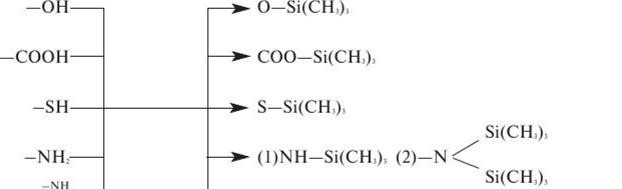 –OH O–Si(CH₃)₃
–COOH COO–Si(CH₃)₃
–SH S–Si(CH₃)₃
Si(CH₃)₃
–NH₂ (1)NH–Si(CH₃)₃ (2)–N
Si(CH₃)₃
–NH